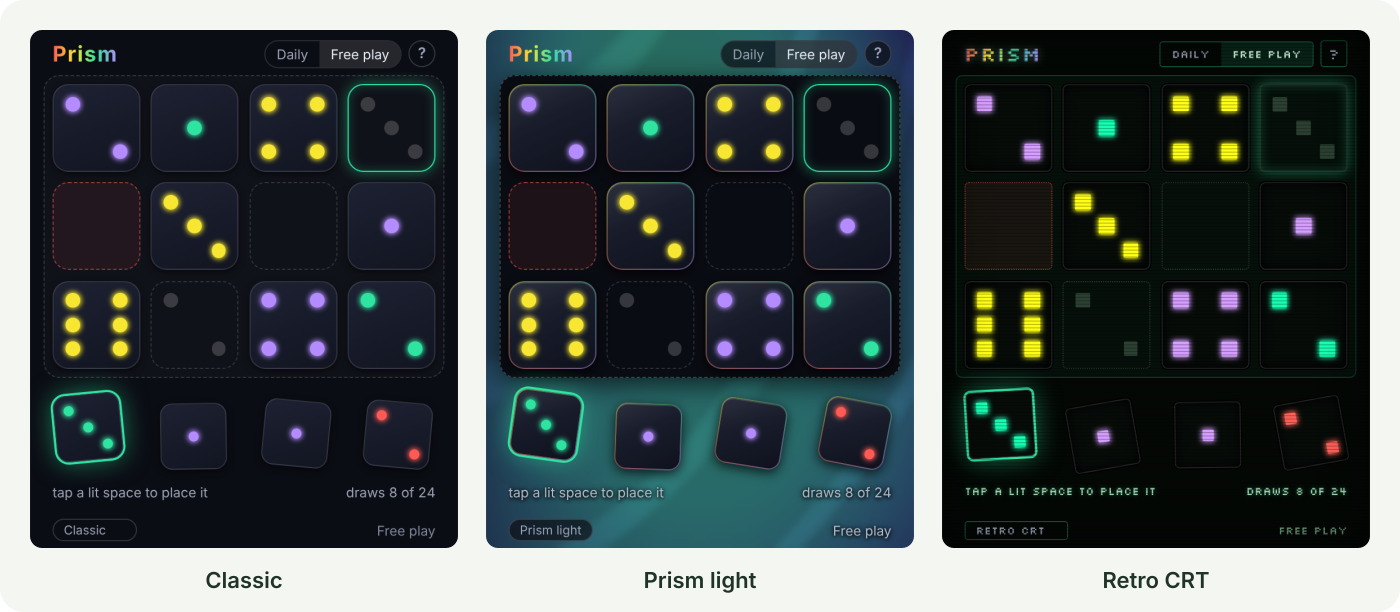 Prism
Daily Free play ?
tap a lit space to place it
draws 8 of 24
Classic
Free play
Classic
Prism
Daily Free play ?
tap a lit space to place it
draws 8 of 24
Prism light
Free play
Prism light
PRISM
DAILY FREE PLAY ?
TAP A LIT SPACE TO PLACE IT
DRAWS 8 OF 24
RETRO CRT
FREE PLAY
Retro CRT